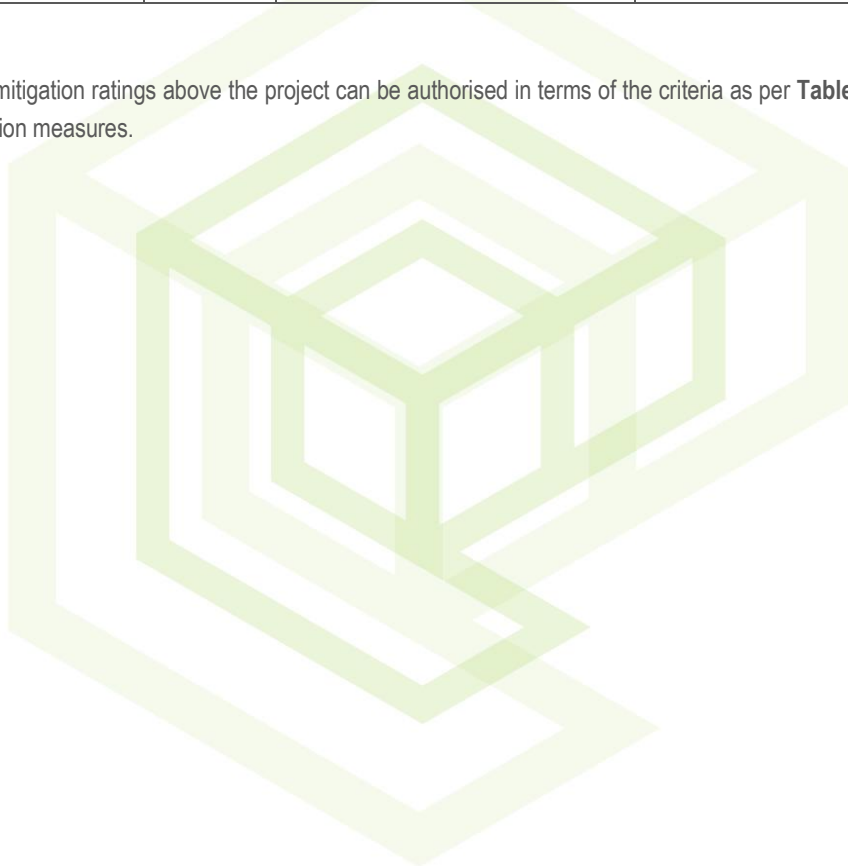 mitigation ratings above the project can be authorised in terms of the criteria as per Table
ion measures.